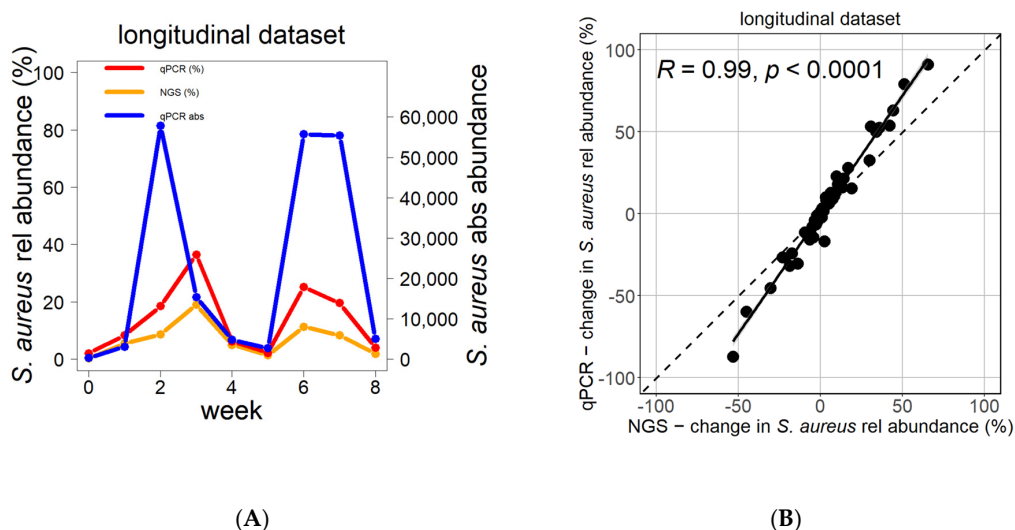 longitudinal dataset
S. aureus rel abundance (%)
100
80
60
40
20
0
qPCR (%)
NGS (%)
qPCR abs
60,000
50,000
40,000
30,000
20,000
10,000
0
S. aureus abs abundance
0 2 4 6 8
week
(A)
longitudinal dataset
qPCR − change in S. aureus rel abundance (%)
100
50
0
-50
-100
R = 0.99, p < 0.0001
-100 -50 0 50 100
NGS − change in S. aureus rel abundance (%)
(B)